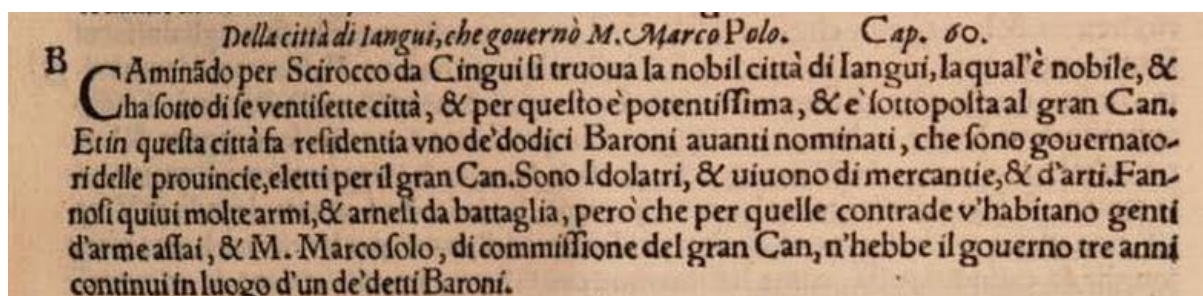 Della città di Iangui, che gouernò M. Marco Polo. Cap. 60.
B
CAminãdo per Scirocco da Cingui si truoua la nobil città di Iangui, laqual'è nobile, &
ha sotto di se ventisette città, & per questo è potentissima, & e' sottoposta al gran Can.
Et in questa città fa residentia vno de' dodici Baroni auanti nominati, che sono gouernato-
ri delle prouincie, eletti per il gran Can. Sono Idolatri, & uiuono di mercantie, & d'arti. Fan-
nosi quiui molte armi, & arnesi da battaglia, però che per quelle contrade v'habitano genti
d'arme assai, & M. Marco solo, di commissione del gran Can, n'hebbe il gouerno tre anni
continui in luogo d'un de' detti Baroni.